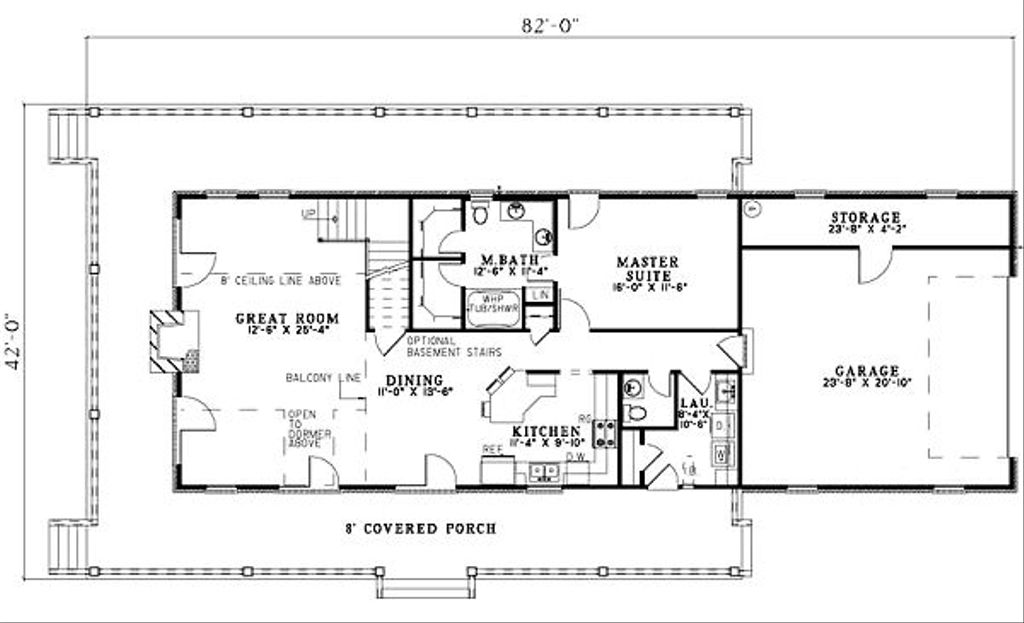 82'-0"
42'-0"
UP
STORAGE
23'-8" X 4'-2"
M.BATH
12'-6" X 11'-4"
MASTER
SUITE
16'-0" X 11'-6"
8' CEILING LINE ABOVE
LIN
WHP
TUB/SHWR
GREAT ROOM
12'-6" X 25'-4"
OPTIONAL
BASEMENT STAIRS
BALCONY LINE
DINING
11'-0" X 13'-6"
GARAGE
23'-8" X 20'-10"
LAU.
8'-4" X
10'-8"
OPEN
TO
DORMER
ABOVE
KITCHEN
11'-4" X 9'-10"
RG
D
W
REF
D W
8' COVERED PORCH